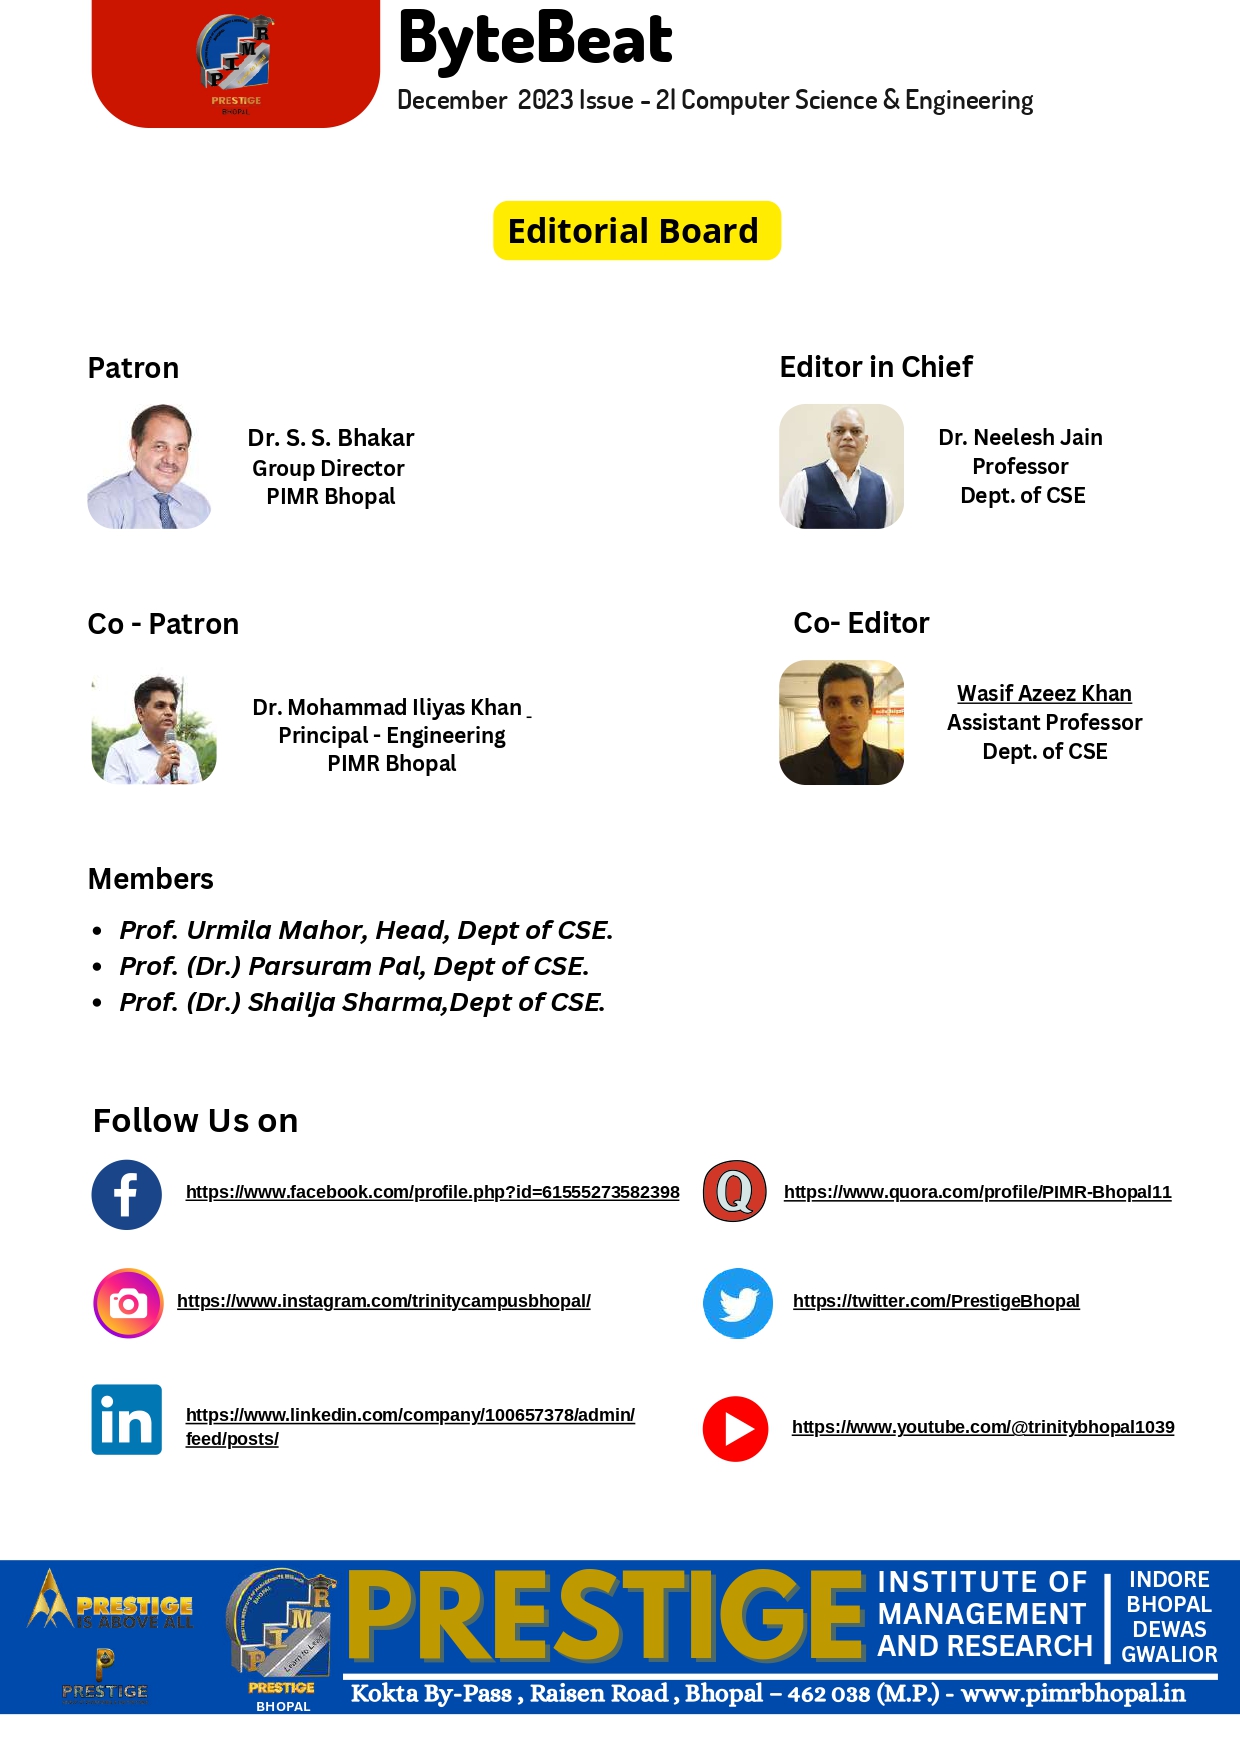 R
M
I
P
PRESTIGE
BHOPAL
ByteBeat
December 2023 Issue - 2| Computer Science & Engineering
Editorial Board
Patron
Dr. S. S. Bhakar
Group Director
PIMR Bhopal
Editor in Chief
Dr. Neelesh Jain
Professor
Dept. of CSE
Co - Patron
Dr. Mohammad Iliyas Khan
Principal - Engineering
PIMR Bhopal
Co- Editor
Wasif Azeez Khan
Assistant Professor
Dept. of CSE
Members
• Prof. Urmila Mahor, Head, Dept of CSE.
• Prof. (Dr.) Parsuram Pal, Dept of CSE.
• Prof. (Dr.) Shailja Sharma,Dept of CSE.
Follow Us on
https://www.facebook.com/profile.php?id=61555273582398
https://www.quora.com/profile/PIMR-Bhopal11
https://www.instagram.com/trinitycampusbhopal/
https://twitter.com/PrestigeBhopal
https://www.linkedin.com/company/100657378/admin/
feed/posts/
https://www.youtube.com/@trinitybhopal1039
PRESTIGE
IS ABOVE ALL
PRESTIGE
R
M
I
P
Learn to Lead
PRESTIGE
BHOPAL
PRESTIGE
INSTITUTE OF
MANAGEMENT
AND RESEARCH
INDORE
BHOPAL
DEWAS
GWALIOR
Kokta By-Pass , Raisen Road , Bhopal – 462 038 (M.P.) - www.pimrbhopal.in